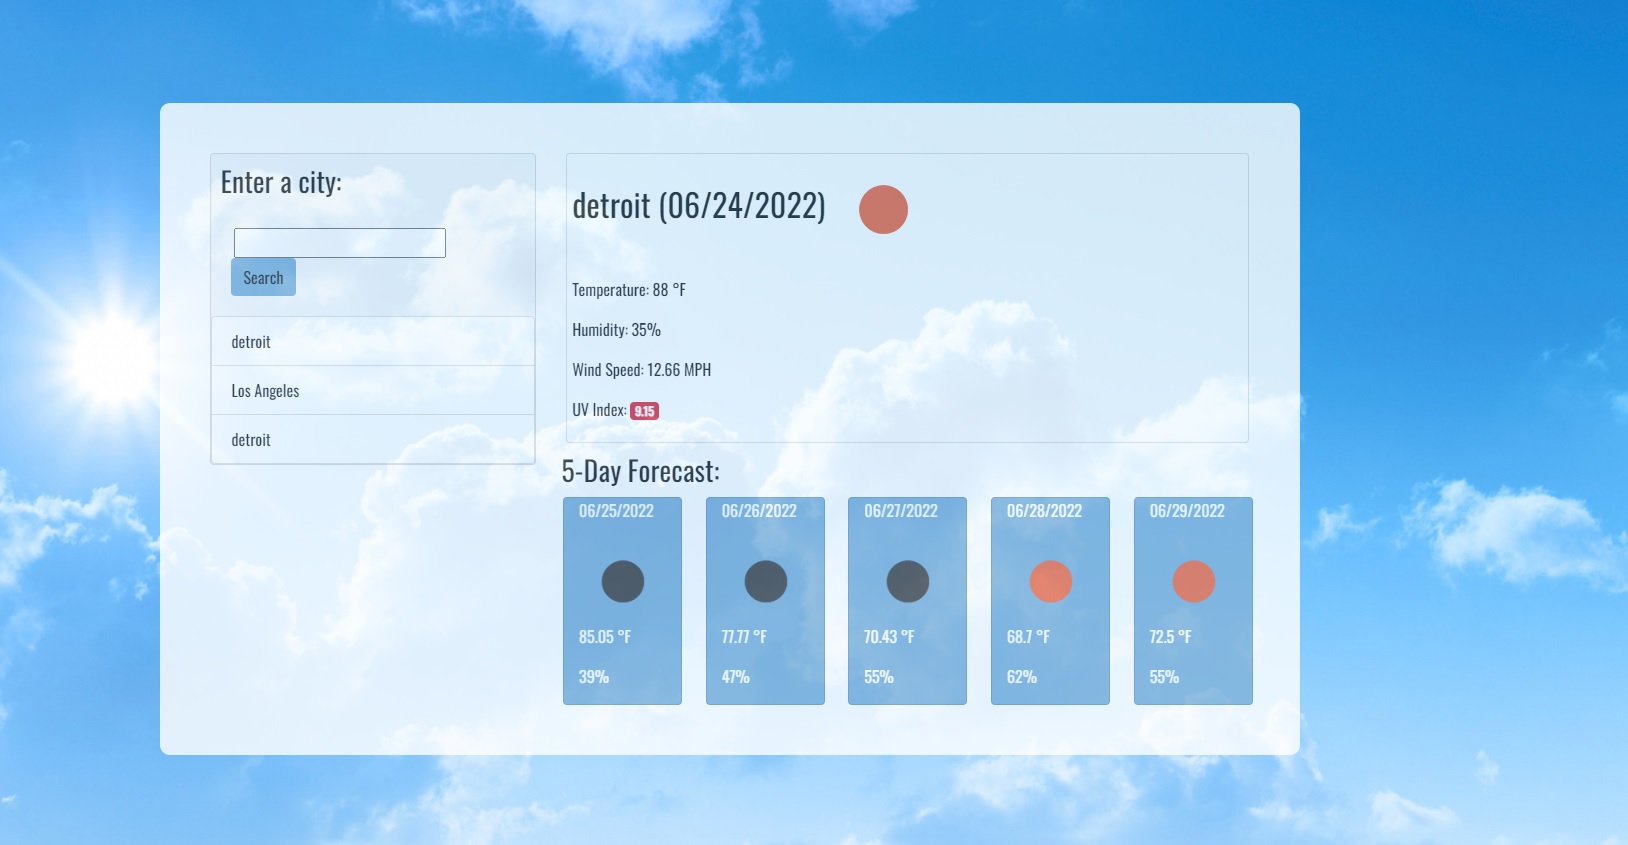 Enter a city:
Search
detroit
Los Angeles
detroit
detroit (06/24/2022)
Temperature: 88 °F
Humidity: 35%
Wind Speed: 12.66 MPH
UV Index: 9.15
5-Day Forecast:
06/25/2022 06/26/2022 06/27/2022 06/28/2022 06/29/2022
85.05 °F 77.77 °F 70.43 °F 68.7 °F 72.5 °F
39% 47% 55% 62% 55%